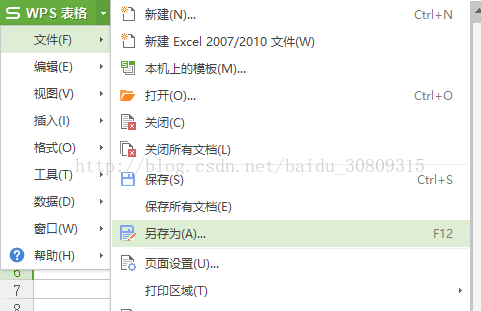 WPS 表格
文件(F)
编辑(E)
视图(V)
插入(I)
格式(O)
工具(T)
数据(D)
窗口(W)
帮助(H)
6
7
8
新建(N)... Ctrl+N
新建 Excel 2007/2010 文件(W)
本机上的模板(M)...
打开(O)... Ctrl+O
关闭(C)
关闭所有文档(L)
http://blog.csdn.net/baidu_30809315
保存(S) Ctrl+S
保存所有文档(E)
另存为(A)... F12
页面设置(U)...
打印区域(T)